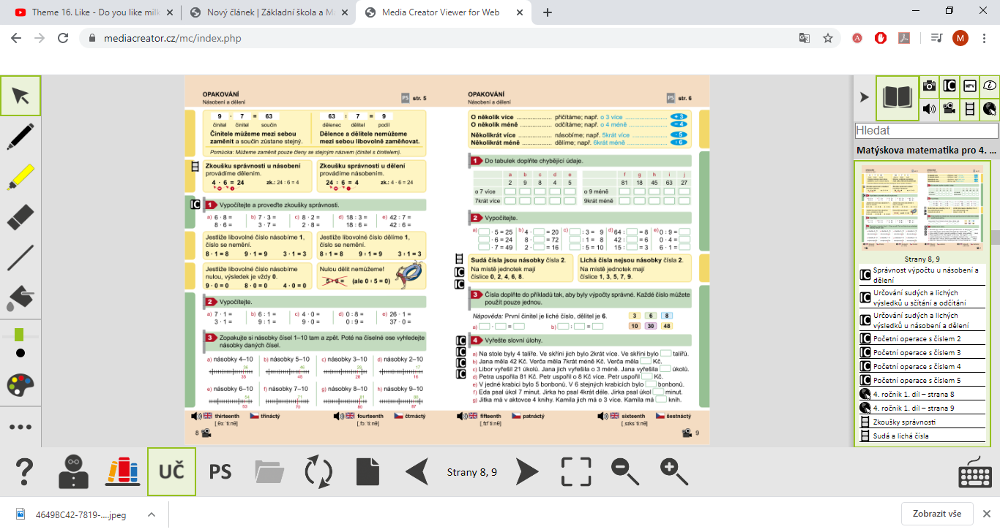 Theme 16. Like - Do you like mil
Nový článek | Základní škola a M
Media Creator Viewer for Web
mediacreator.cz/mc/index.php
M
OPAKOVÁNÍ
Násobení a dělení
PS str. 5
9 · 7 = 63
činitel činitel součin
Činitele můžeme mezi sebou
zaměnit a součin zůstane stejný.
63 : 7 = 9
dělenec dělitel podíl
Dělence a dělitele nemůžeme
mezi sebou libovolně zaměňovat.
Pomůcka: Můžeme zaměnit pouze členy se stejným názvem (činitel s činitelem).
Zkoušku správnosti u násobení
provádíme dělením.
4 · 6 = 24 zk.: 24 : 6 = 4
Zkoušku správnosti u dělení
provádíme násobením.
24 : 6 = 4 zk.: 4 · 6 = 24
1 Vypočítejte a proveďte zkoušky správnosti.
a) 6 · 8 = b) 7 · 3 = c) 8 · 2 = d) 18 : 3 = e) 42 : 7 =
8 · 6 = 3 · 7 = 2 · 8 = 18 : 6 = 42 : 6 =
Jestliže libovolné číslo násobíme 1,
číslo se nemění.
8 · 1 = 8 9 · 1 = 9 3 · 1 = 3
Jestliže libovolné číslo dělíme 1,
číslo se nemění.
8 : 1 = 8 9 : 1 = 9 3 : 1 = 3
Jestliže libovolné číslo násobíme
nulou, výsledek je vždy 0.
9 · 0 = 0 8 · 0 = 0 4 · 0 = 0
Nulou dělit nemůžeme!
(ale 0 : 5 = 0)
2 Vypočítejte.
a) 7 · 1 = b) 6 : 1 = c) 4 · 0 = d) 0 : 8 = e) 26 · 1 =
3 · 1 = 9 : 1 = 9 · 0 = 0 : 9 = 37 · 0 =
3 Zopakujte si násobky čísel 1–10 tam a zpět. Poté na číselné ose vyhledejte
násobky daných čísel.
a) násobky 4–10 b) násobky 5–10 c) násobky 3–10 d) násobky 2–10
e) násobky 6–10 f) násobky 7–10 g) násobky 8–10 h) násobky 9–10
thirteenth třináctý fourteenth čtrnáctý
8
OPAKOVÁNÍ
Násobení a dělení
PS str. 6
O několik více přičítáme; např. o 3 více + 3
O několik méně odčítáme; např. o 4 méně − 4
Několikrát více násobíme; např. 5krát více · 5
Několikrát méně dělíme; např. 6krát méně : 6
1 Do tabulek doplňte chybějící údaje.
a b c d e f g h i j
2 9 8 4 5 81 18 45 63 27
o 7 více o 9 méně
7krát více 9krát méně
2 Vypočítejte.
a) · 5 = 25 b) 4 · = 20 c) : 3 = 9 d) 64 : = 8 e) 0 : 9 =
· 6 = 24 8 · = 72 : 1 = 8 42 : = 6 0 · 4 =
· 7 = 49 2 · = 16 : 5 = 10 15 : = 3 6 · 1 =
Sudá čísla jsou násobky čísla 2.
Na místě jednotek mají
číslice 0, 2, 4, 6, 8.
Lichá čísla nejsou násobky čísla 2.
Na místě jednotek mají
číslice 1, 3, 5, 7, 9.
3 Čísla doplňte do příkladů tak, aby byly výpočty správné. Každé číslo můžete
použít pouze jednou.
Nápověda: První činitel je liché číslo, dělitel je 6. 3 6 8
a) · = b) : = 10 30 48
4 Vyřešte slovní úlohy.
a) Na stole byly 4 talíře. Ve skříni jich bylo 2krát více. Ve skříni bylo talířů.
b) Jana měla 42 Kč. Verča měla 7krát méně Kč. Verča měla Kč.
c) Libor vyřešil 21 úkolů. Jana jich vyřešila o 3 méně. Jana vyřešila úkolů.
d) Petra uspořila 81 Kč. Petr uspořil o 8 Kč více. Petr uspořil Kč.
e) V jedné krabici bylo 5 bonbonů. V 6 stejných krabicích bylo bonbonů.
f) Eda psal úkol 7 minut. Jirka ho psal 4krát déle. Jirka psal úkol minut.
g) Jitka má v aktovce 4 knihy. Kamila jich má o 3 více. Kamila má knih.
fifteenth patnáctý sixteenth šestnáctý
9
MPV
Hledat
Matýskova matematika pro 4. ...
Strany 8, 9
Správnost výpočtu u násobení a
dělení
Určování sudých a lichých
výsledků u sčítání a odčítání
Určování sudých a lichých
výsledků u násobení a dělení
Početní operace s číslem 2
Početní operace s číslem 3
Početní operace s číslem 4
Početní operace s číslem 5
4. ročník 1. díl – strana 8
4. ročník 1. díl – strana 9
Zkoušky správnosti
Sudá a lichá čísla
?
UČ
PS
Strany 8, 9
4649BC42-7819-....jpeg
Zobrazit vše